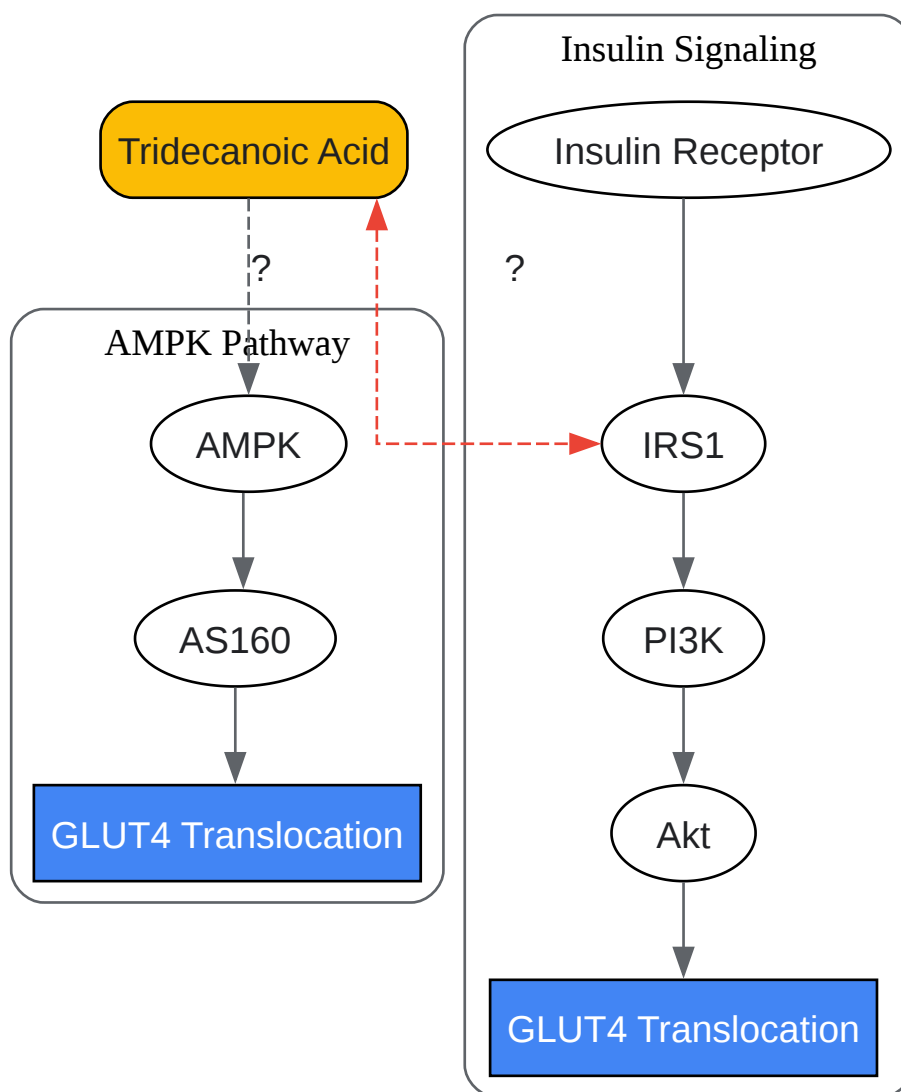 Insulin Signaling
Tridecanoic Acid
Insulin Receptor
?
?
AMPK Pathway
AMPK
IRS1
AS160
PI3K
GLUT4 Translocation
Akt
GLUT4 Translocation